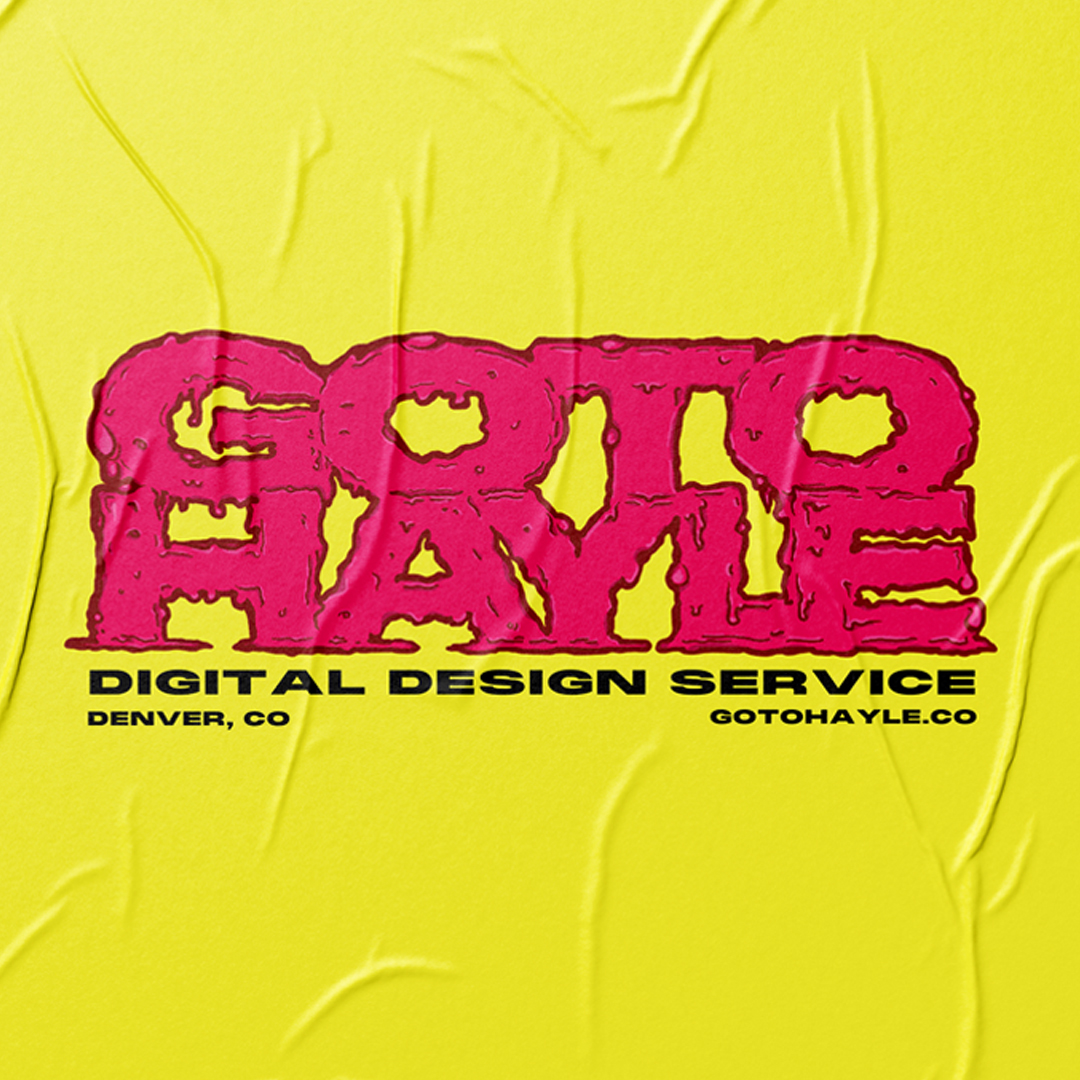 GOTO
HAYLE
DIGITAL DESIGN SERVICE
DENVER, CO
GOTOHAYLE.CO